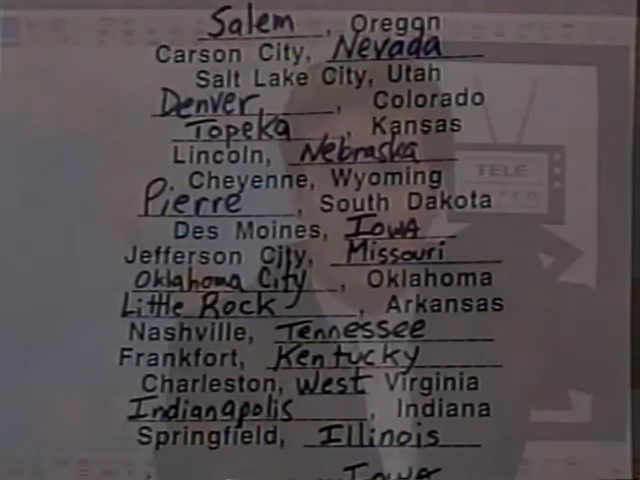 Salem, Oregon
Carson City, Nevada
Salt Lake City, Utah
Denver, Colorado
Topeka, Kansas
Lincoln, Nebraska
Cheyenne, Wyoming
TELE
Pierre, South Dakota
Des Moines, Iowa
Jefferson City, Missouri
Oklahoma City, Oklahoma
Little Rock, Arkansas
Nashville, Tennessee
Frankfort, Kentucky
Charleston, West Virginia
Indianapolis, Indiana
Springfield, Illinois
Iowa